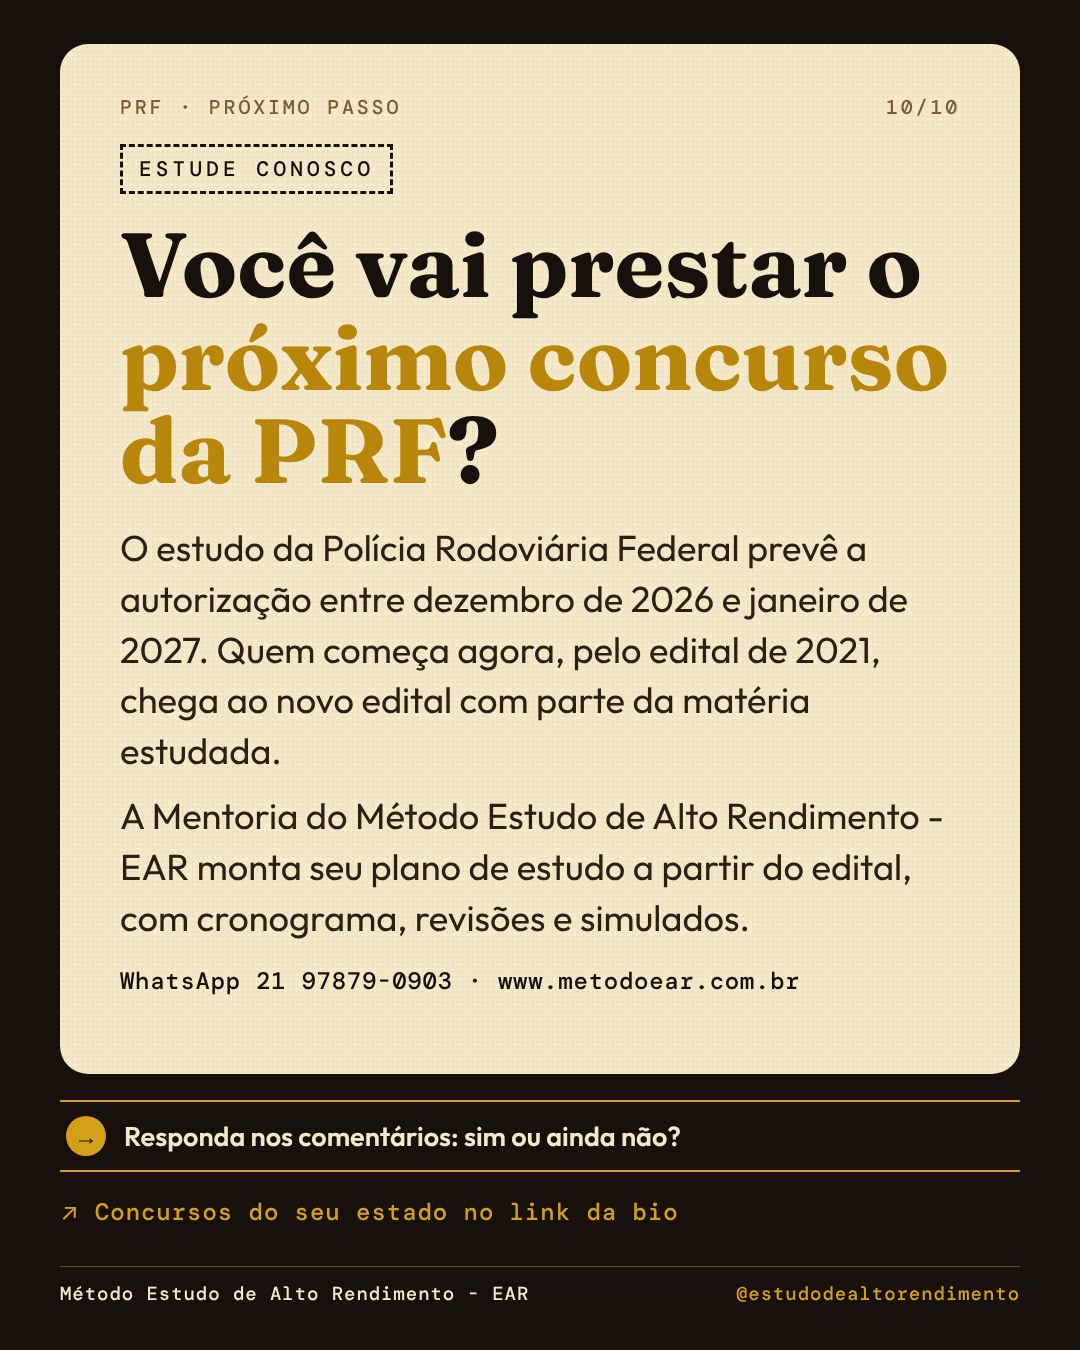 PRF · PRÓXIMO PASSO
10/10
ESTUDE CONOSCO
Você vai prestar o
próximo concurso
da PRF?
O estudo da Polícia Rodoviária Federal prevê a
autorização entre dezembro de 2026 e janeiro de
2027. Quem começa agora, pelo edital de 2021,
chega ao novo edital com parte da matéria
estudada.
A Mentoria do Método Estudo de Alto Rendimento -
EAR monta seu plano de estudo a partir do edital,
com cronograma, revisões e simulados.
WhatsApp 21 97879-0903 · www.metodoear.com.br
→ Responda nos comentários: sim ou ainda não?
↗ Concursos do seu estado no link da bio
Método Estudo de Alto Rendimento - EAR
@estudodealtorendimento